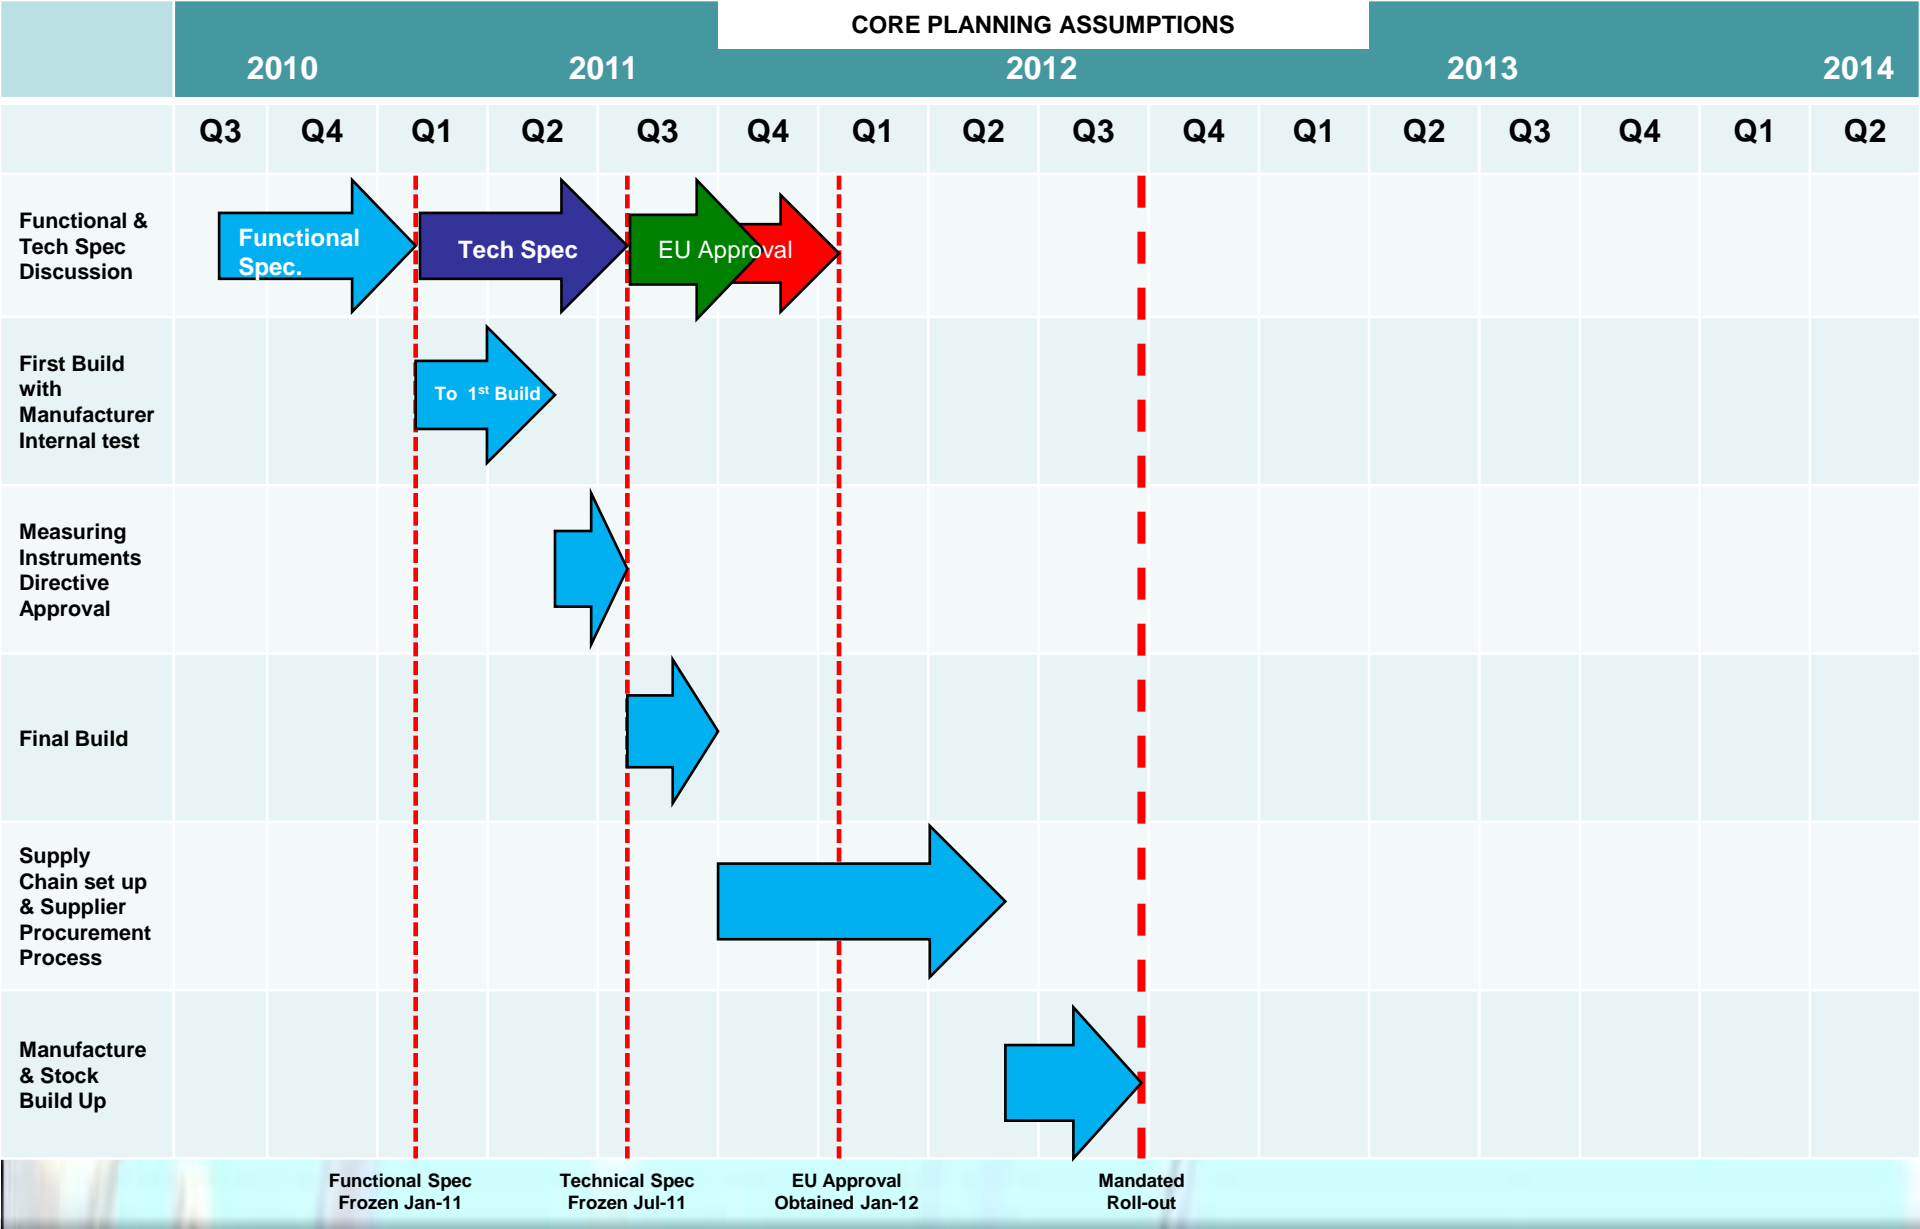 CORE PLANNING ASSUMPTIONS
2010 2011 2012 2013 2014
Q3 Q4 Q1 Q2 Q3 Q4 Q1 Q2 Q3 Q4 Q1 Q2 Q3 Q4 Q1 Q2
Functional &
Tech Spec
Discussion
Functional
Spec.
Tech Spec
EU Approval
First Build
with
Manufacturer
Internal test
To 1st Build
Measuring
Instruments
Directive
Approval
Final Build
Supply
Chain set up
& Supplier
Procurement
Process
Manufacture
& Stock
Build Up
Functional Spec
Frozen Jan-11
Technical Spec
Frozen Jul-11
EU Approval
Obtained Jan-12
Mandated
Roll-out